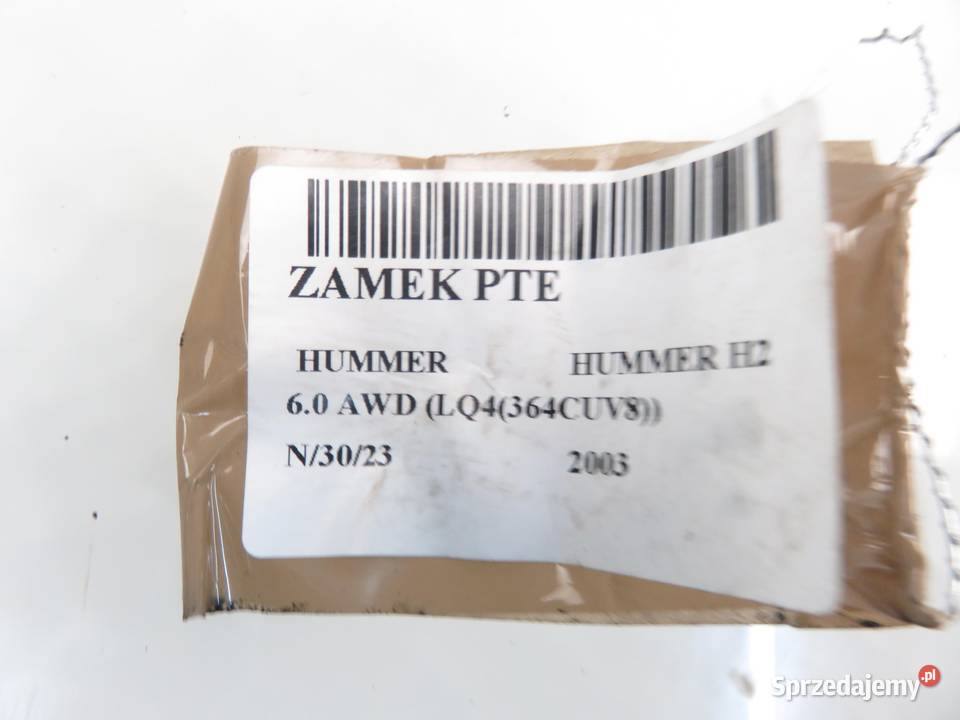 ZAMEK PTE
HUMMER HUMMER H2
6.0 AWD (LQ4(364CUV8))
N/30/23 2003
Sprzedajemy.pl